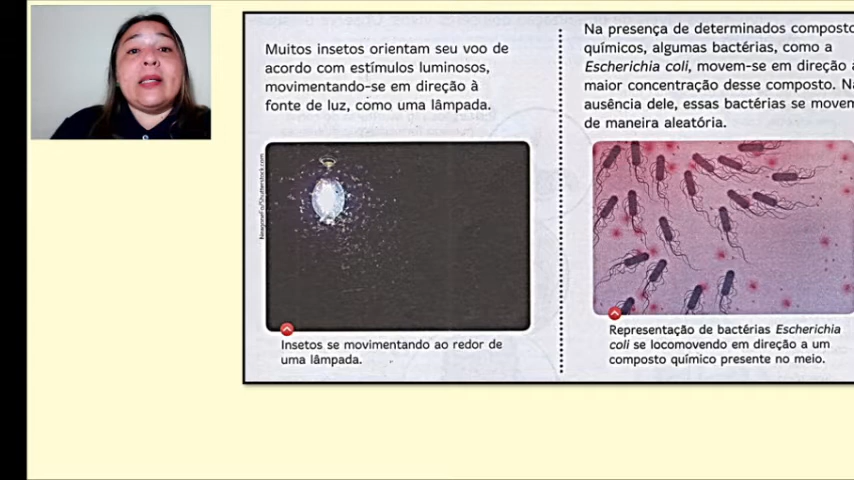 Muitos insetos orientam seu voo de
acordo com estímulos luminosos,
movimentando-se em direção à
fonte de luz, como uma lâmpada.
Insetos se movimentando ao redor de
uma lâmpada.
Na presença de determinados composto
químicos, algumas bactérias, como a
Escherichia coli, movem-se em direção à
maior concentração desse composto. Na
ausência dele, essas bactérias se movem
de maneira aleatória.
Representação de bactérias Escherichia
coli se locomovendo em direção a um
composto químico presente no meio.